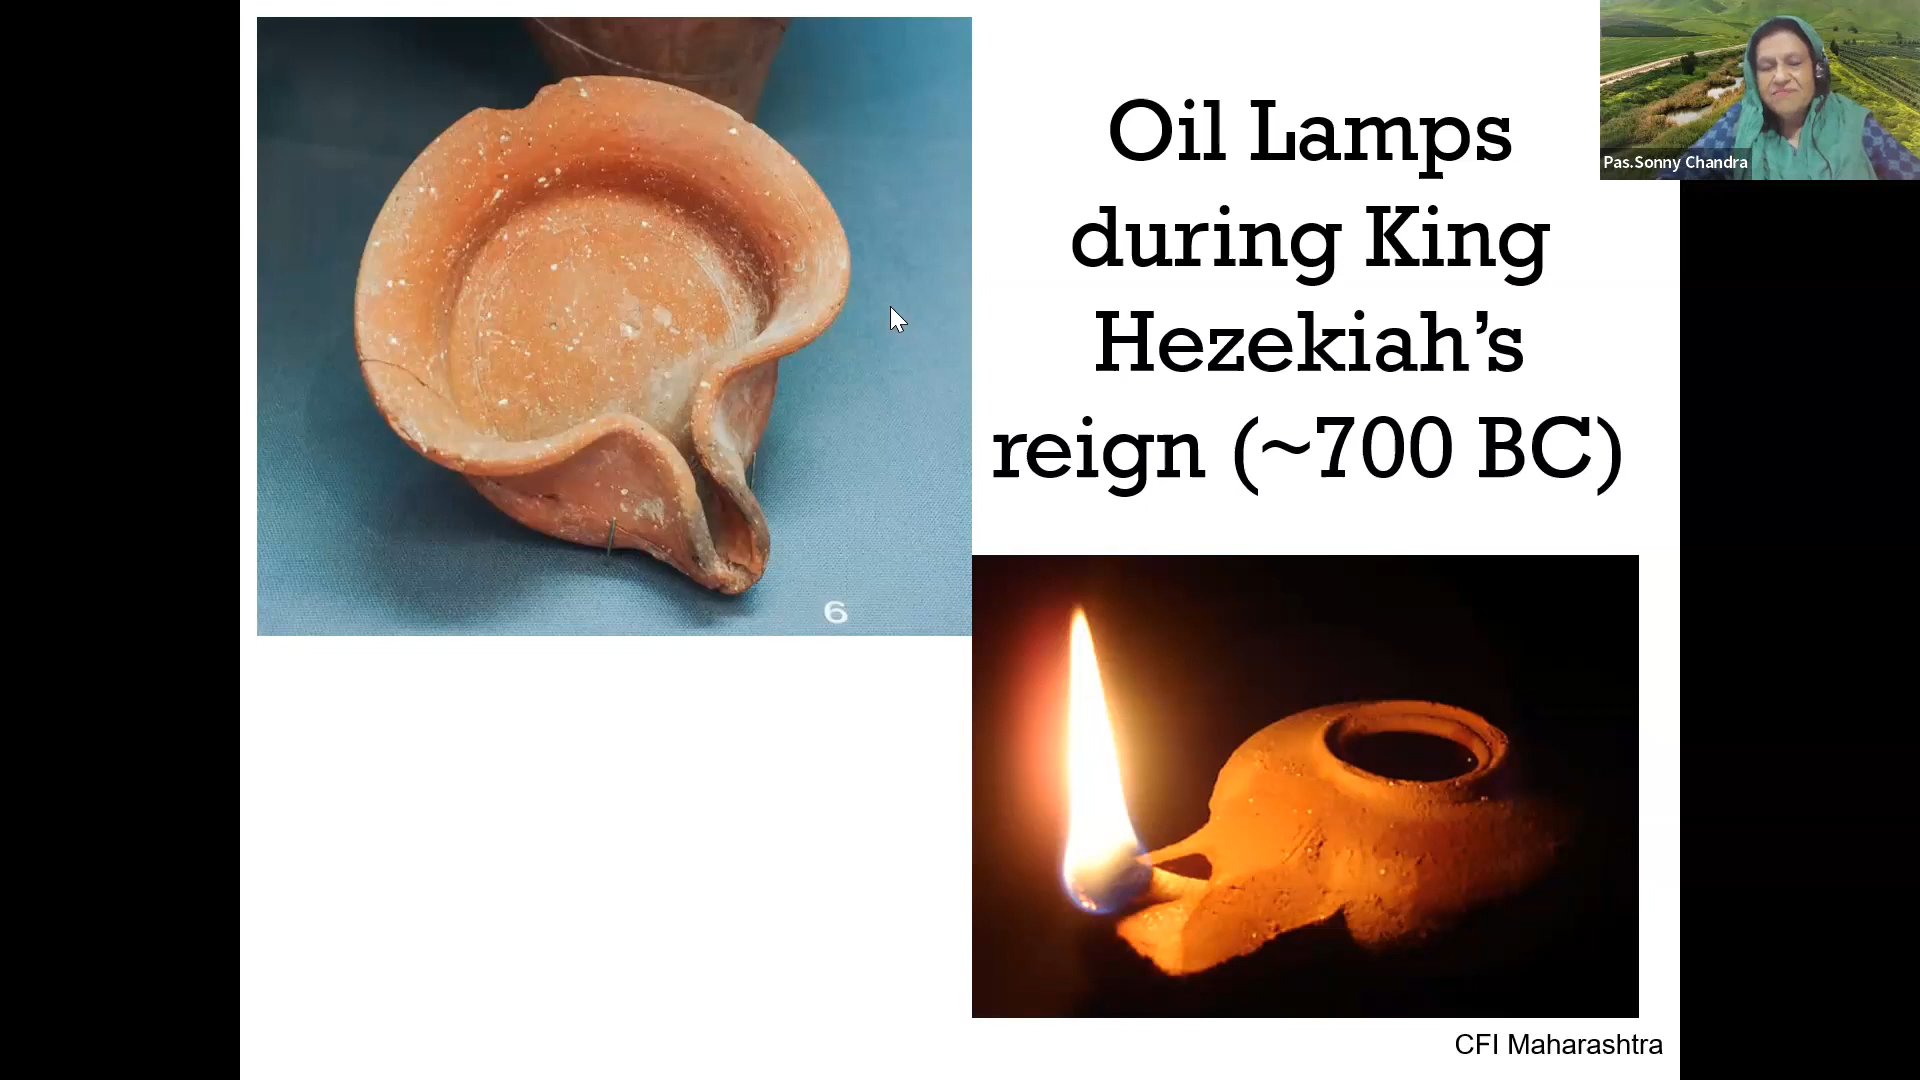 Oil Lamps
during King
Hezekiah’s
reign (~700 BC)
Pas.Sonny Chandra
6
CFI Maharashtra